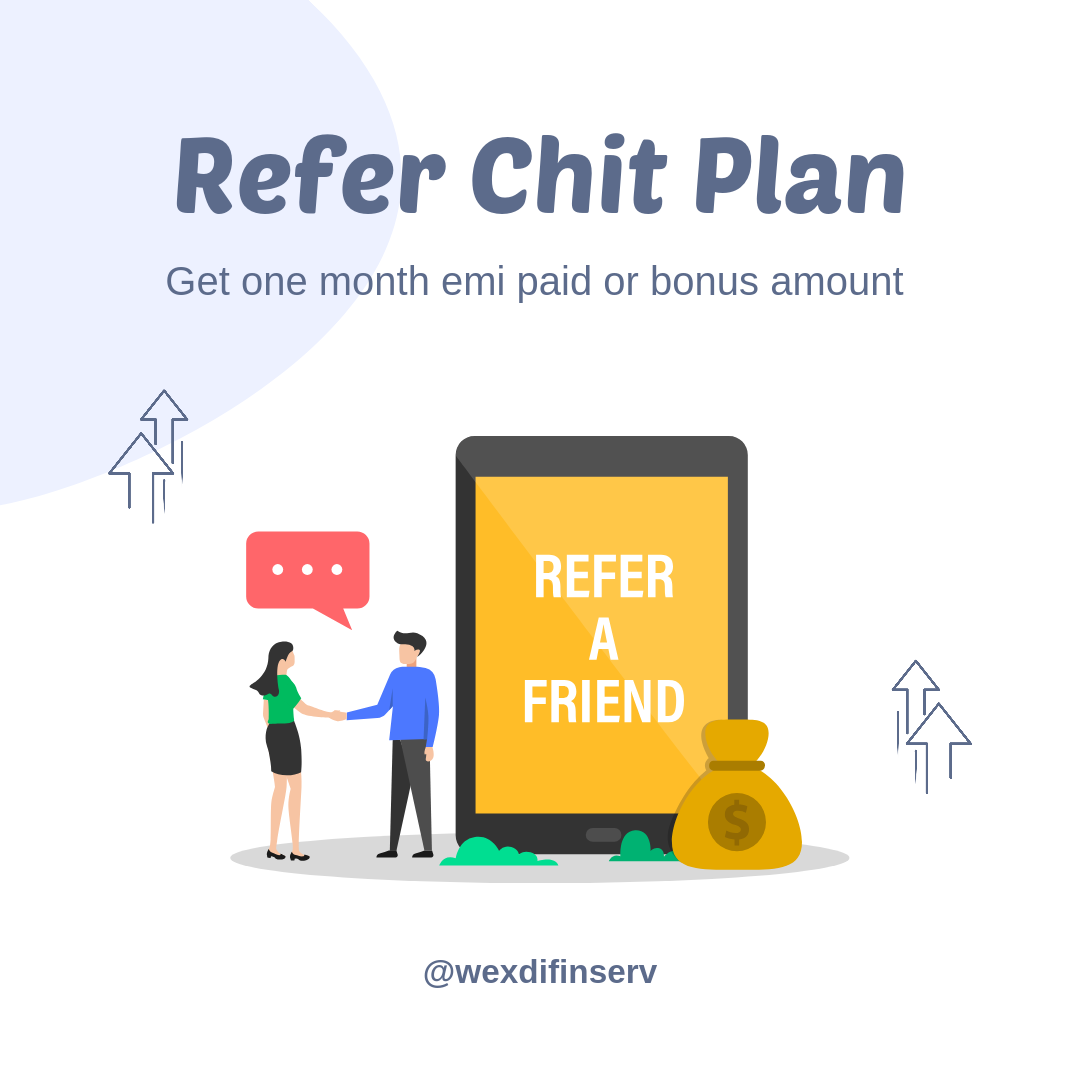 Refer Chit Plan
Get one month emi paid or bonus amount
REFER
A
FRIEND
$
@wexdifinserv